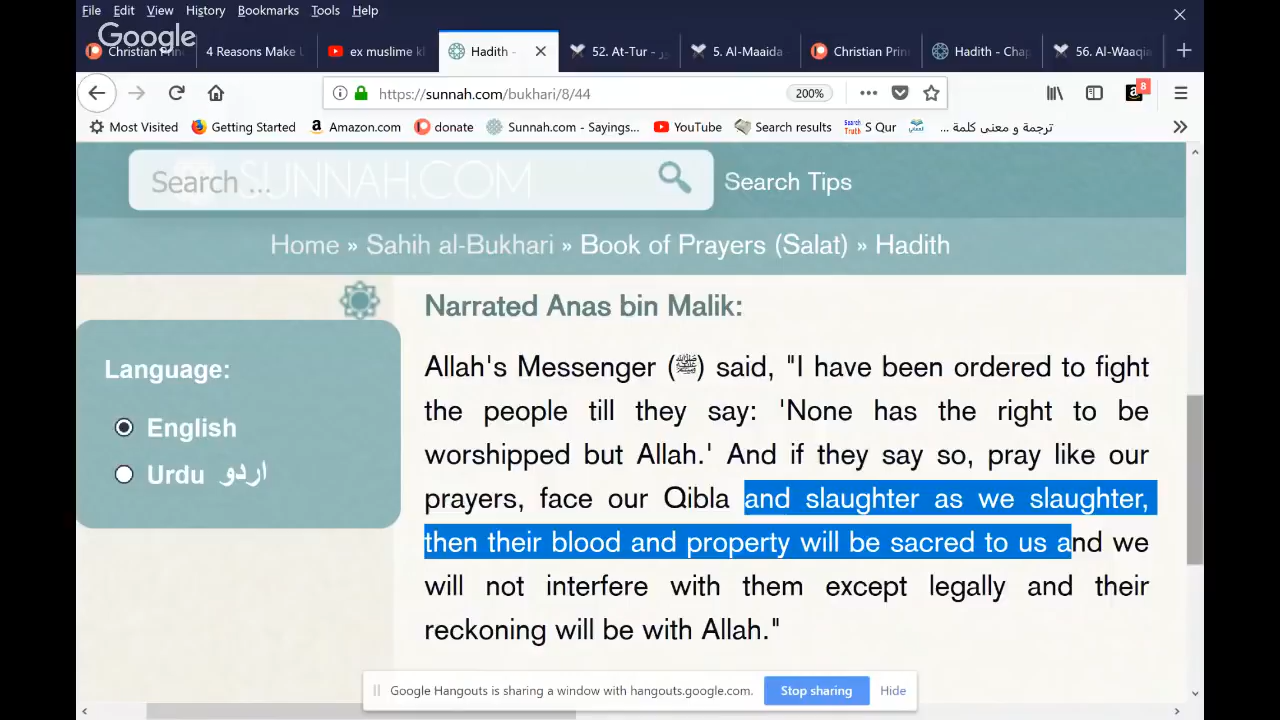 File Edit View History Bookmarks Tools Help
Google
Christian Prin 4 Reasons Make ex muslime Hadith - 52. At-Tur - 5. Al-Maaida Christian Prin Hadith - Chap 56. Al-Waaqia
https://sunnah.com/bukhari/8/44 200% 8
Most Visited Getting Started Amazon.com donate Sunnah.com - Sayings... YouTube Search results Search Truth S Qur ترجمة و معنى كلمة ...
Search ... SUNNAH.COM Search Tips
Home » Sahih al-Bukhari » Book of Prayers (Salat) » Hadith
Language:
English
Urdu اردو
Narrated Anas bin Malik:
Allah's Messenger (ﷺ) said, "I have been ordered to fight
the people till they say: 'None has the right to be
worshipped but Allah.' And if they say so, pray like our
prayers, face our Qibla and slaughter as we slaughter,
then their blood and property will be sacred to us and we
will not interfere with them except legally and their
reckoning will be with Allah."
Google Hangouts is sharing a window with hangouts.google.com. Stop sharing Hide